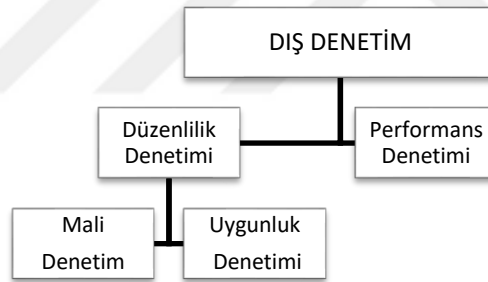 DIŞ DENETİM
Düzenlilik
Denetimi
Performans
Denetimi
Mali
Denetim
Uygunluk
Denetimi